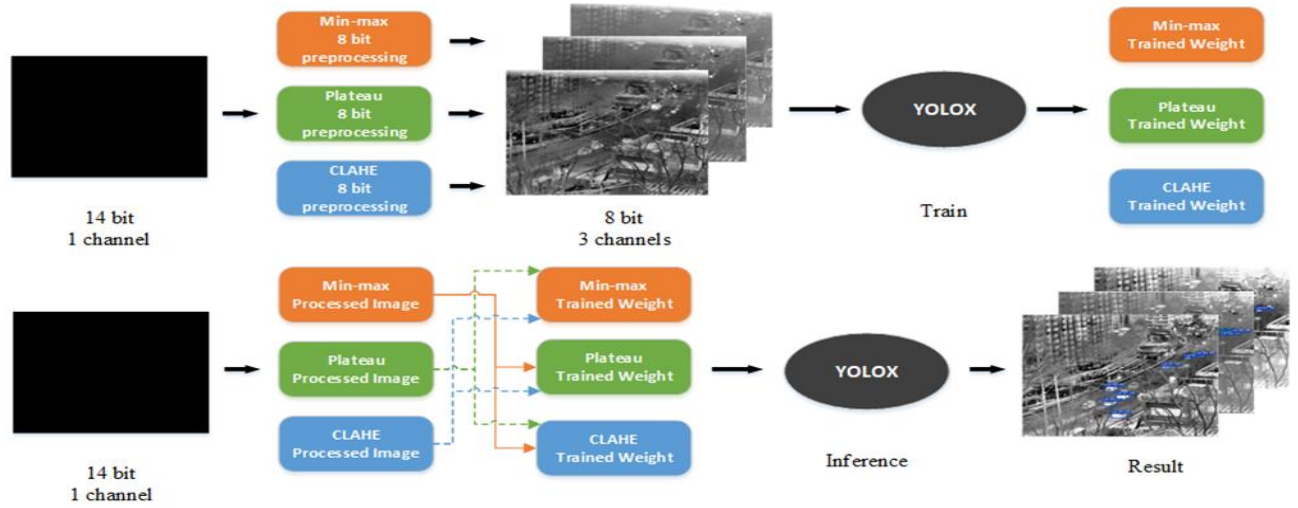 Min-max
8 bit
preprocessing
Plateau
8 bit
preprocessing
CLAHE
8 bit
preprocessing
14 bit
1 channel
8 bit
3 channels
YOLOX
Train
Min-max
Trained Weight
Plateau
Trained Weight
CLAHE
Trained Weight
Min-max
Processed Image
Plateau
Processed Image
CLAHE
Processed Image
14 bit
1 channel
Min-max
Trained Weight
Plateau
Trained Weight
CLAHE
Trained Weight
YOLOX
Inference
Result